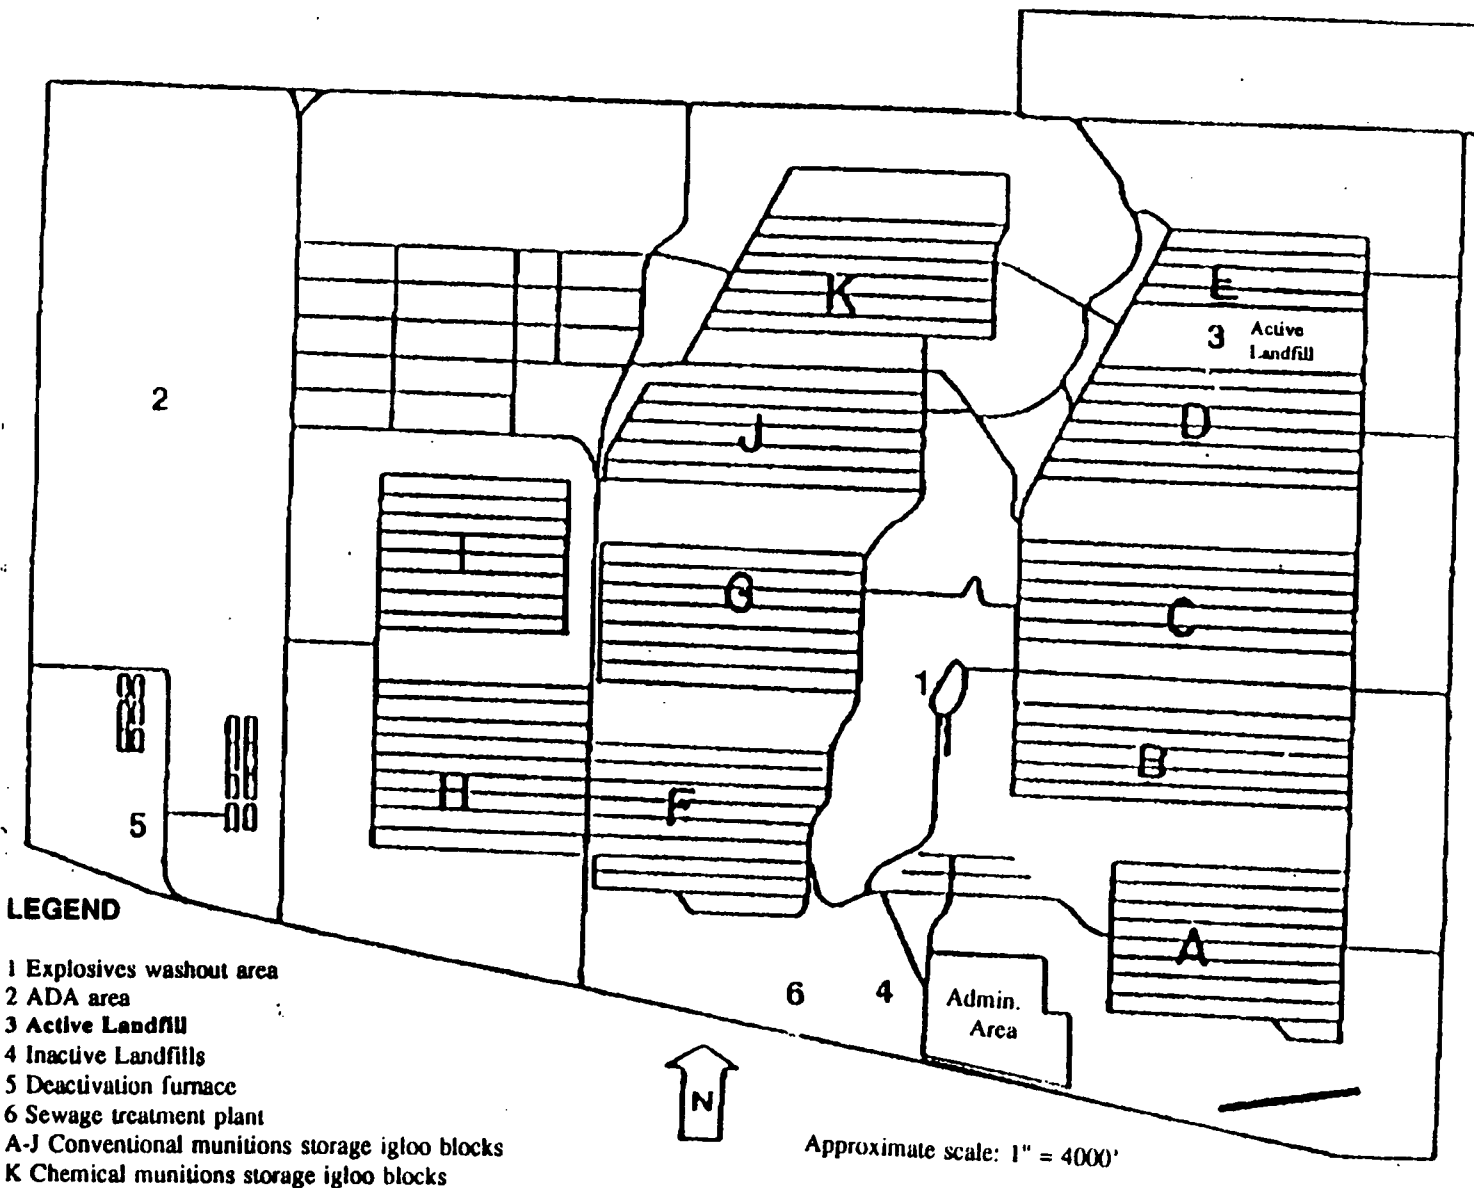 K
E
3 Active
Landfill
2
J
D
I
G
C
1
B
H
F
5
LEGEND
A
1 Explosives washout area
2 ADA area
3 Active Landfill
4 Inactive Landfills
5 Deactivation furnace
6 Sewage treatment plant
A-J Conventional munitions storage igloo blocks
K Chemical munitions storage igloo blocks
6
4
Admin.
Area
N
Approximate scale: 1" = 4000'